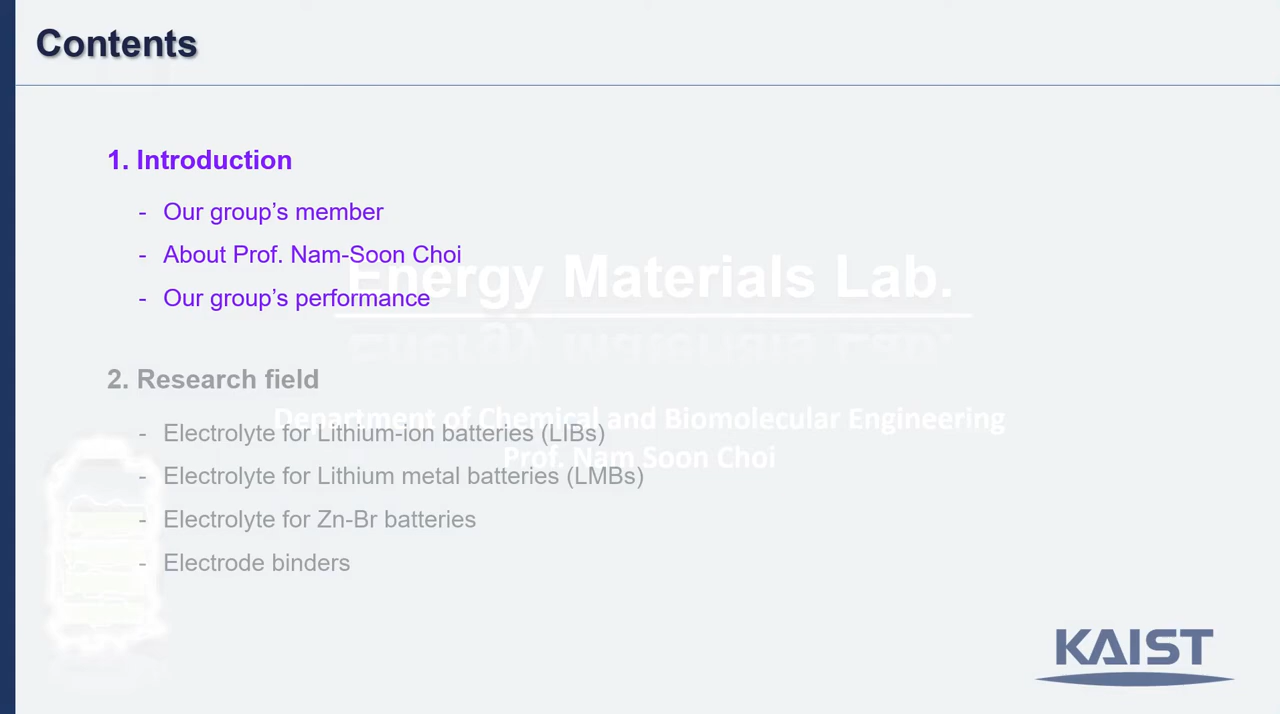 Contents
1. Introduction
- Our group's member
- About Prof. Nam-Soon Choi
- Our group's performance
Energy Materials Lab.
2. Research field
Department of Chemical and Biomolecular Engineering
- Electrolyte for Lithium-ion batteries (LIBs)
Prof. Nam Soon Choi
- Electrolyte for Lithium metal batteries (LMBs)
- Electrolyte for Zn-Br batteries
- Electrode binders
KAIST